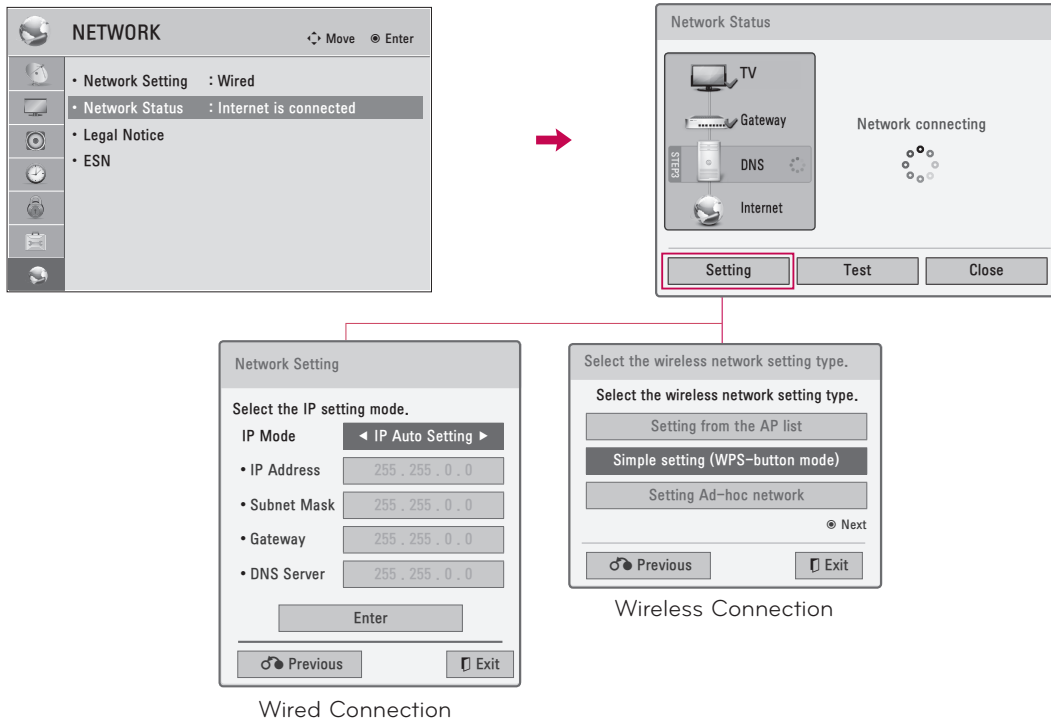 NETWORK
Move ◉ Enter
• Network Setting : Wired
• Network Status : Internet is connected
• Legal Notice
• ESN
Network Status
TV
Gateway
STEP3
DNS
Internet
Network connecting
Setting
Test
Close
Network Setting
Select the IP setting mode.
IP Mode ◄ IP Auto Setting ►
• IP Address 255 . 255 . 0 . 0
• Subnet Mask 255 . 255 . 0 . 0
• Gateway 255 . 255 . 0 . 0
• DNS Server 255 . 255 . 0 . 0
Enter
Previous
Exit
Wired Connection
Select the wireless network setting type.
Select the wireless network setting type.
Setting from the AP list
Simple setting (WPS-button mode)
Setting Ad-hoc network
◉ Next
Previous
Exit
Wireless Connection